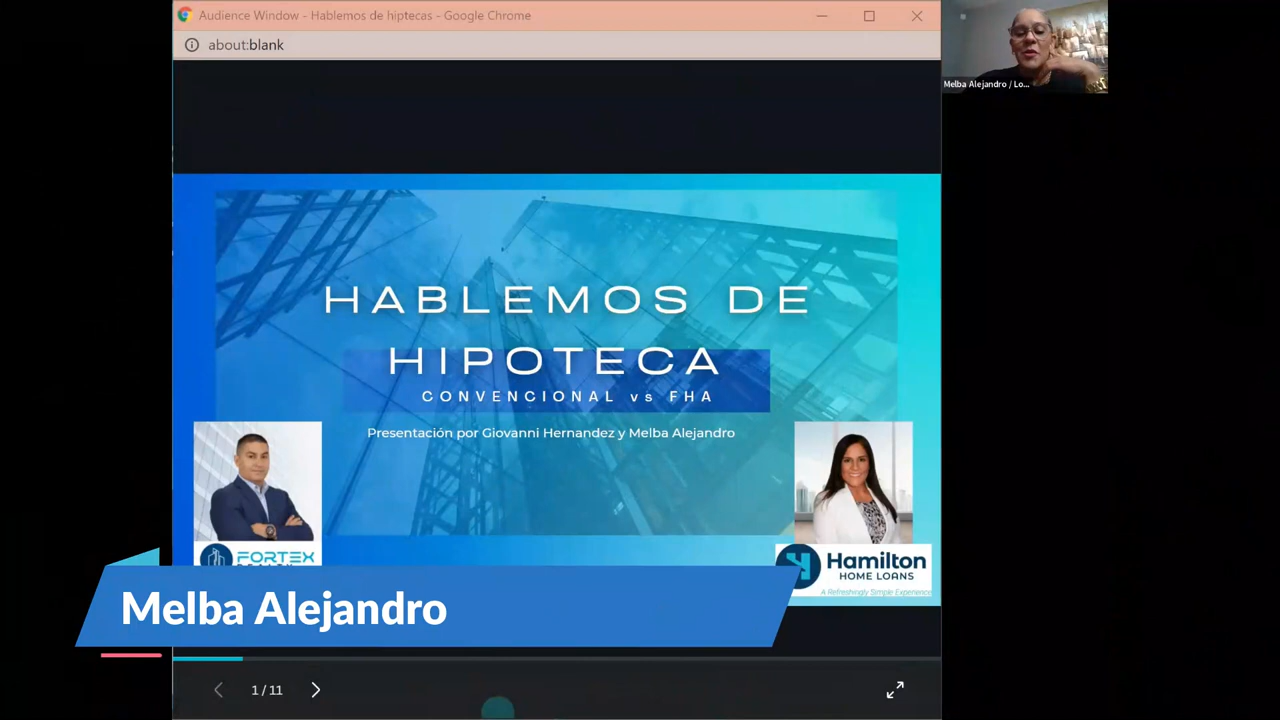 Audience Window - Hablemos de hiptecas - Google Chrome
about:blank
Melba Alejandro / Lo...
HABLEMOS DE
HIPOTECA
CONVENCIONAL vs FHA
Presentación por Giovanni Hernandez y Melba Alejandro
FORTEX
Hamilton
HOME LOANS
A Refreshingly Simple Experience
Melba Alejandro
1 / 11